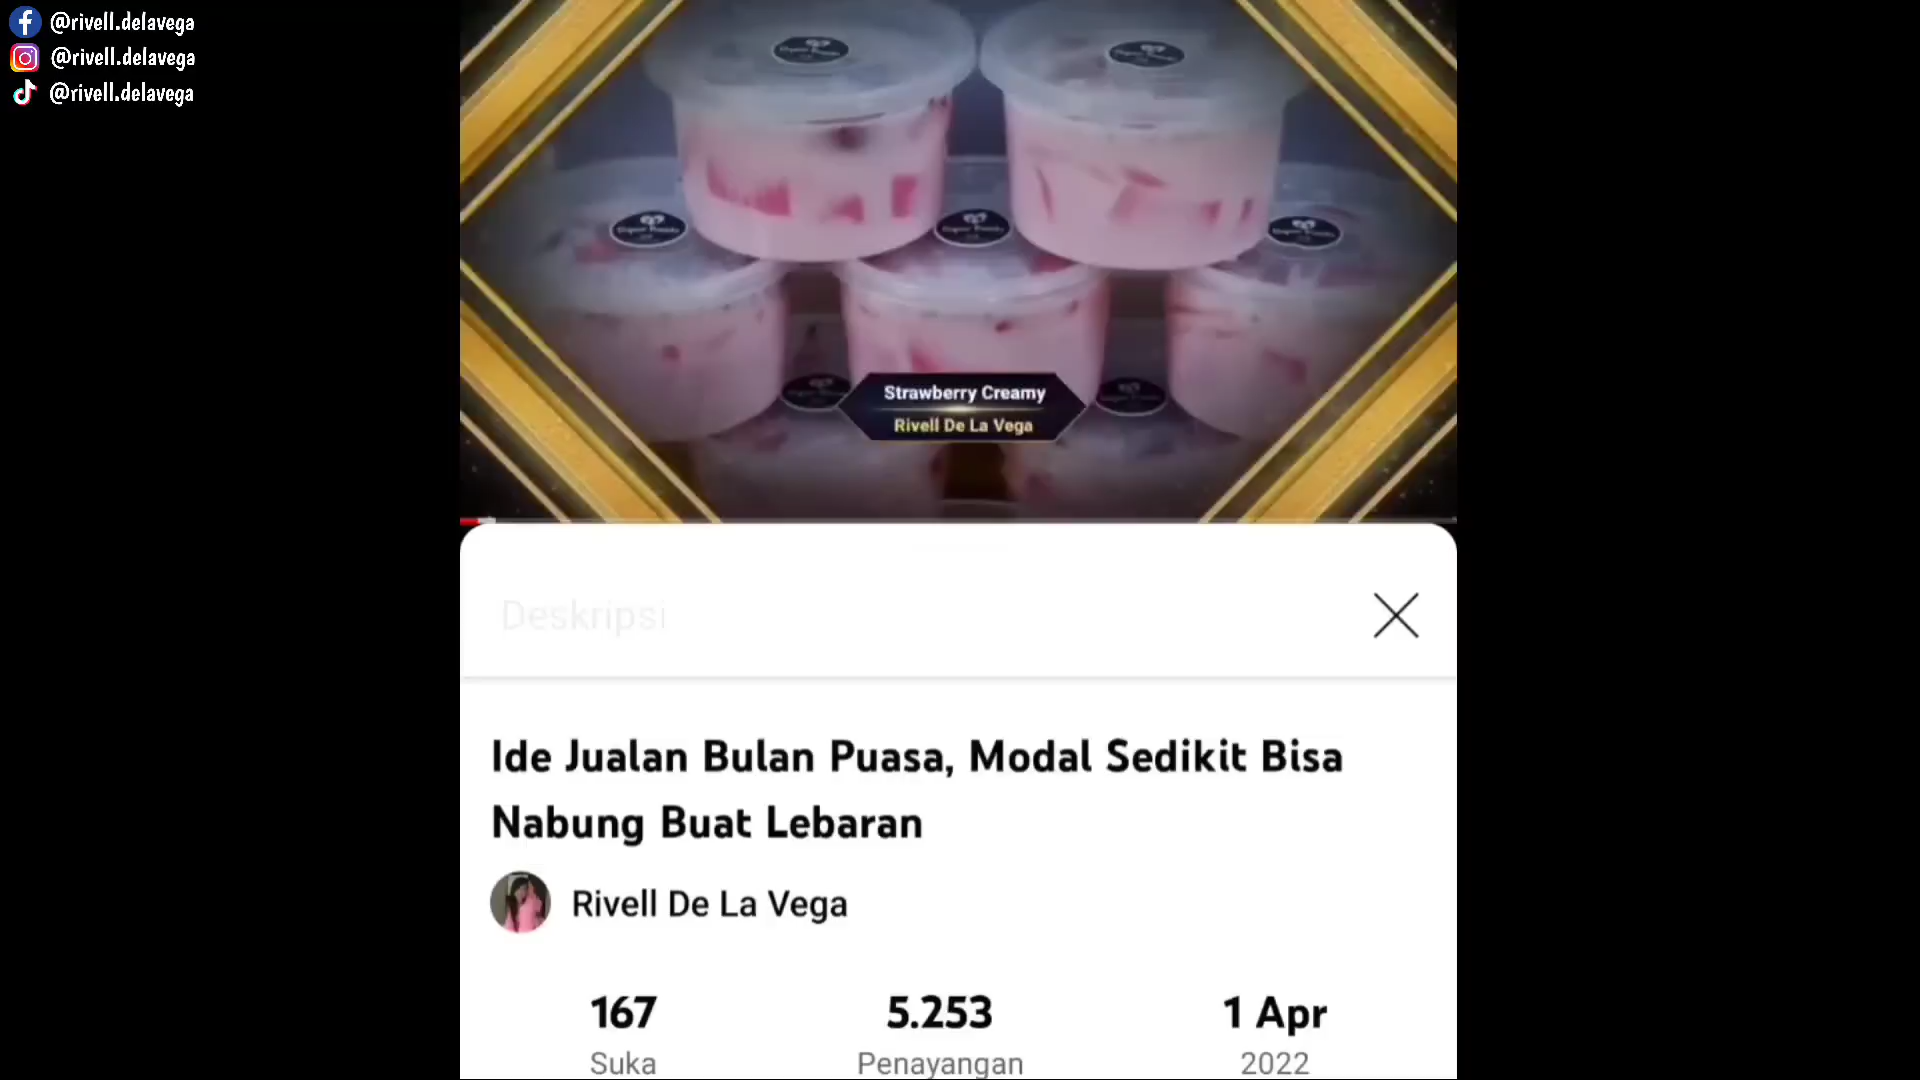 @rivell.delavega
@rivell.delavega
@rivell.delavega
Strawberry Creamy
Rivell De La Vega
Deskripsi
Ide Jualan Bulan Puasa, Modal Sedikit Bisa
Nabung Buat Lebaran
Rivell De La Vega
167
5.253
1 Apr
Suka
Penayangan
2022